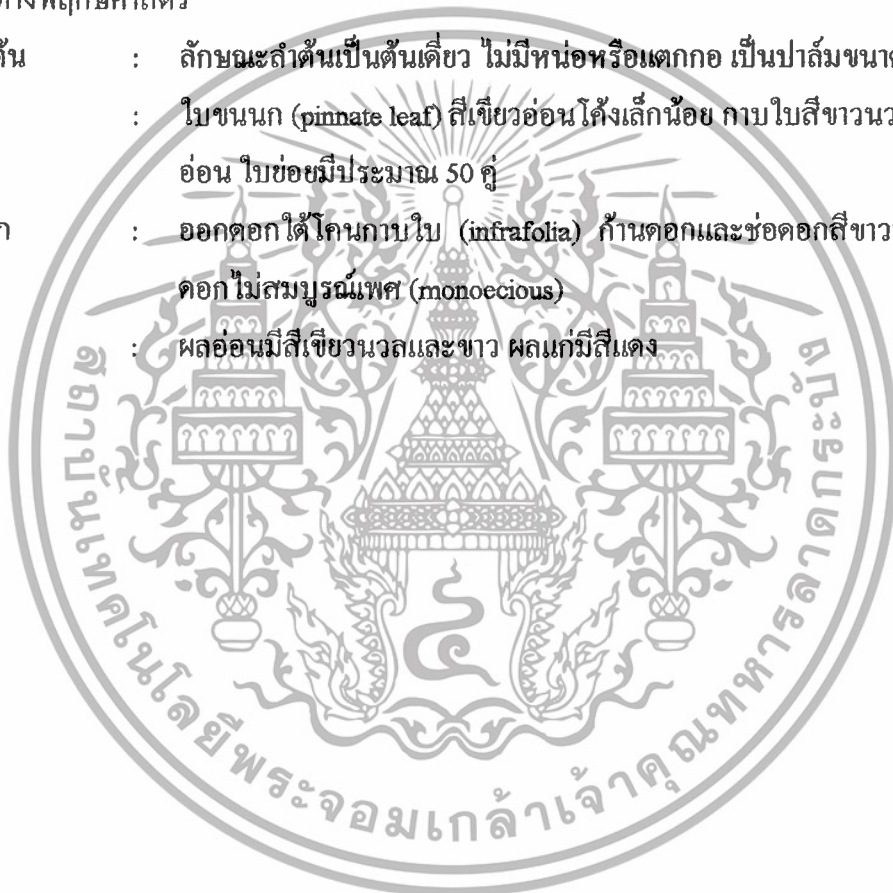 ต้น : ลักษณะลำต้นเป็นต้นเดี่ยว ไม่มีหน่อหรือแตกกอ เป็นปาล์มขนาด
: ใบขนนก (pinnate leaf) สีเขียวอ่อนโค้งเล็กน้อย กาบใบสีขาวนว
อ่อน ใบย่อยมีประมาณ 50 คู่
ก : ออกดอกใต้โคนกาบใบ (infrafolia) ก้านดอกและช่อดอกสีขาว
ดอกไม่สมบูรณ์เพศ (monoecious)
: ผลอ่อนมีสีเขียวนวลและขาว ผลแก่มีสีแดง
สถาบันเทคโนโลยีพระจอมเกล้าเจ้าคุณทหารลาดกระบัง